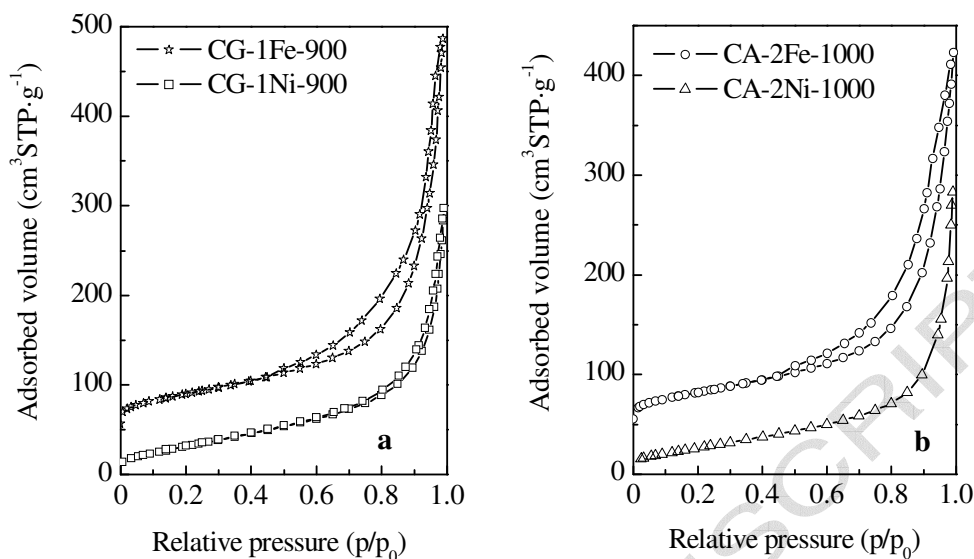 500
400
300
200
100
0
Adsorbed volume (cm³STP·g⁻¹)
CG-1Fe-900
CG-1Ni-900
a
0 0.2 0.4 0.6 0.8 1.0
Relative pressure (p/p₀)
400
300
200
100
0
Adsorbed volume (cm³STP·g⁻¹)
CA-2Fe-1000
CA-2Ni-1000
b
0 0.2 0.4 0.6 0.8 1.0
Relative pressure (p/p₀)